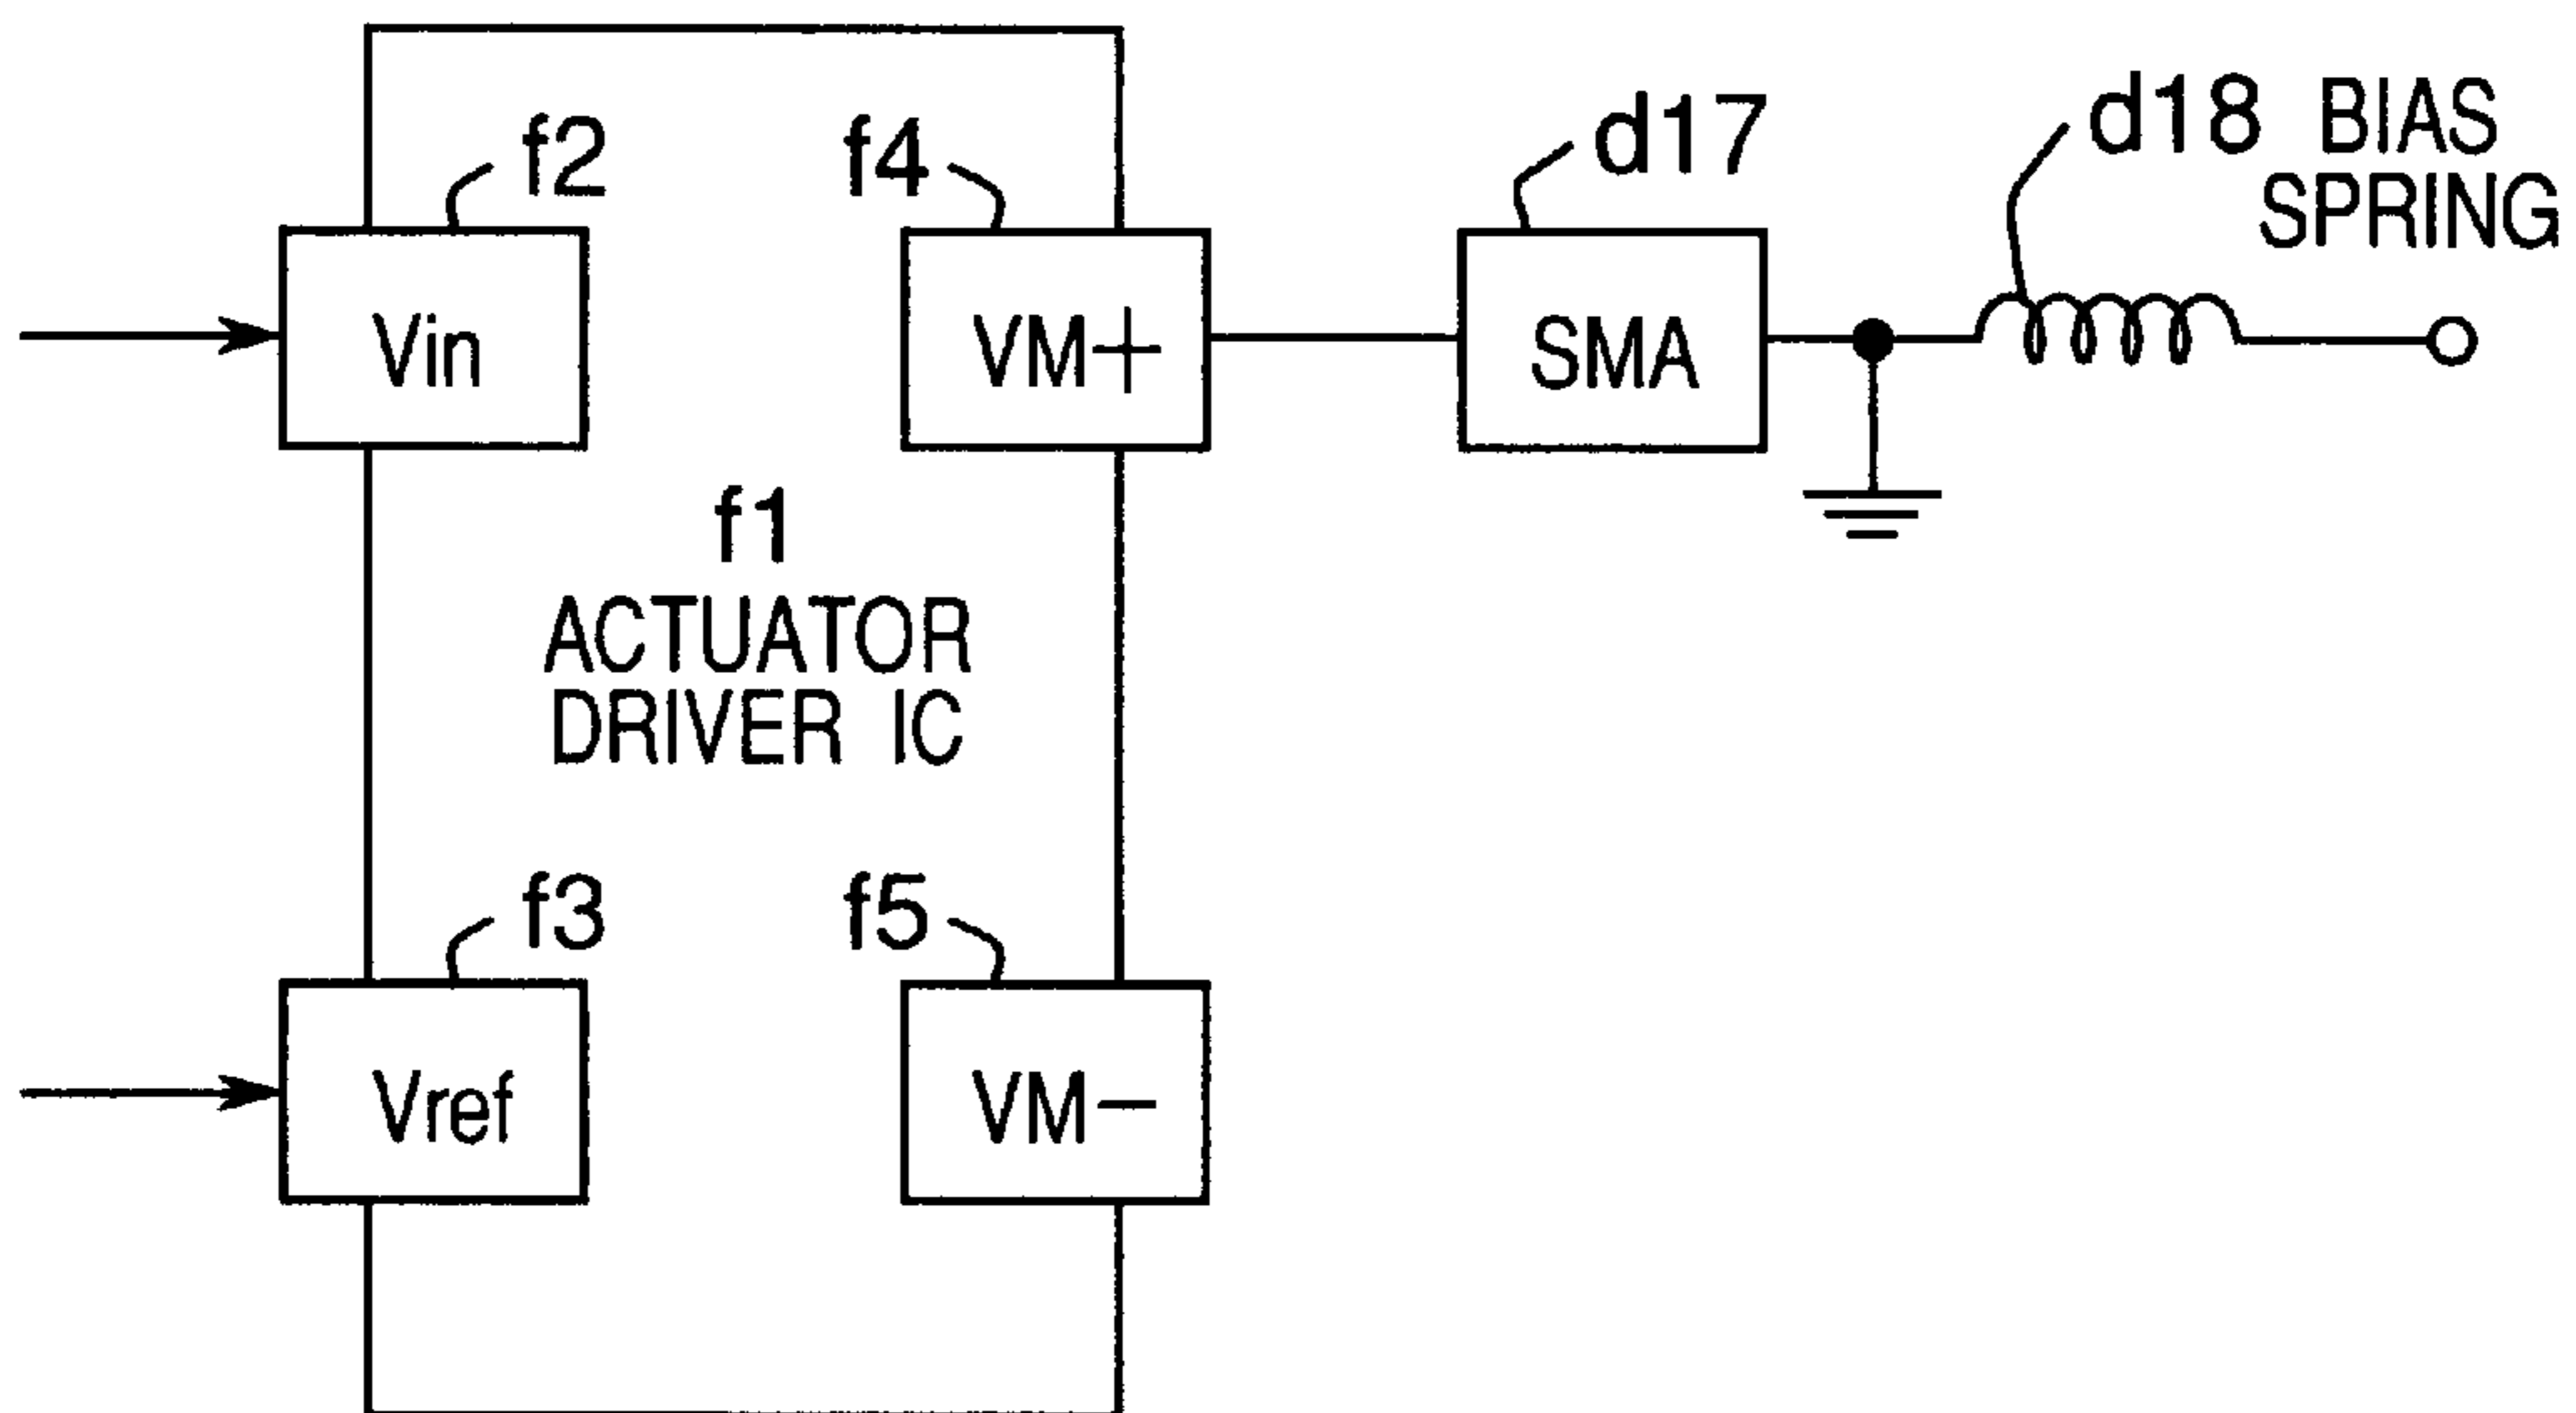 f2
f4
d17
d18 BIAS
SPRING
Vin
VM+
SMA
f1
ACTUATOR
DRIVER IC
f3
f5
Vref
VM−